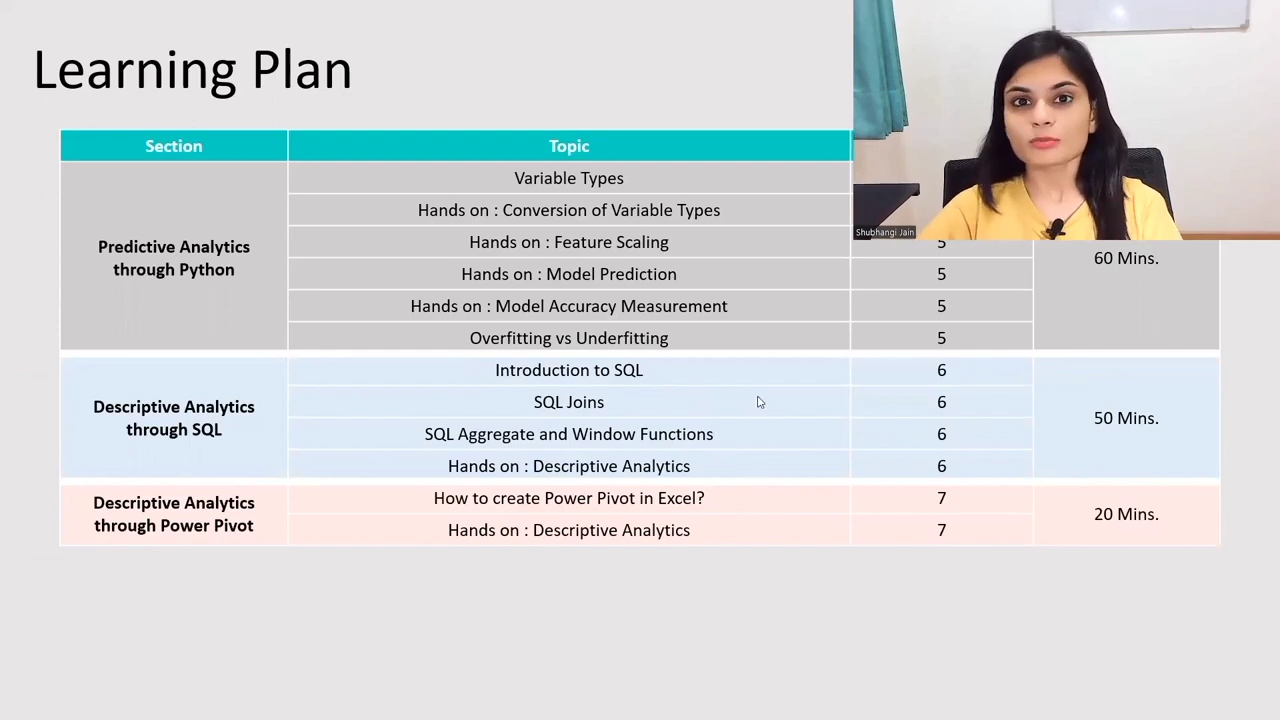 Learning Plan
Section Topic
Predictive Analytics through Python
Variable Types
Hands on : Conversion of Variable Types
Hands on : Feature Scaling 5
Hands on : Model Prediction 5
Hands on : Model Accuracy Measurement 5
Overfitting vs Underfitting 5
60 Mins.
Descriptive Analytics through SQL
Introduction to SQL 6
SQL Joins 6
SQL Aggregate and Window Functions 6
Hands on : Descriptive Analytics 6
50 Mins.
Descriptive Analytics through Power Pivot
How to create Power Pivot in Excel? 7
Hands on : Descriptive Analytics 7
20 Mins.
Shubhangi Jain